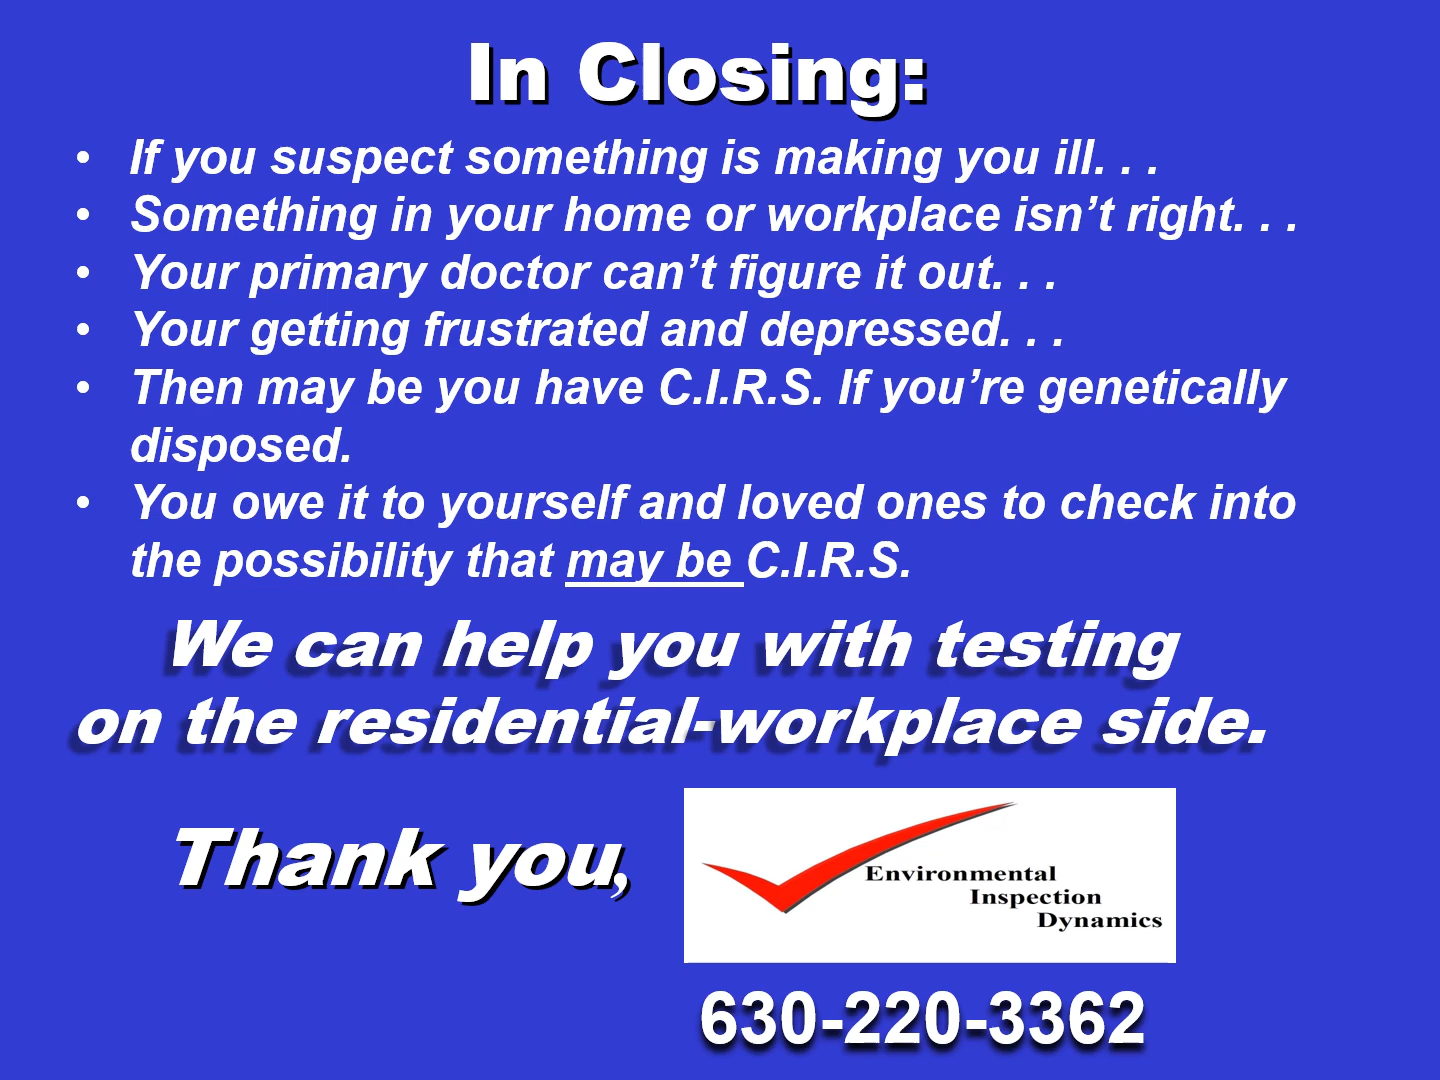 In Closing:
• If you suspect something is making you ill. . .
• Something in your home or workplace isn’t right. . .
• Your primary doctor can’t figure it out. . .
• Your getting frustrated and depressed. . .
• Then may be you have C.I.R.S. If you’re genetically
disposed.
• You owe it to yourself and loved ones to check into
the possibility that may be C.I.R.S.
We can help you with testing
on the residential-workplace side.
Thank you,
Environmental
Inspection
Dynamics
630-220-3362